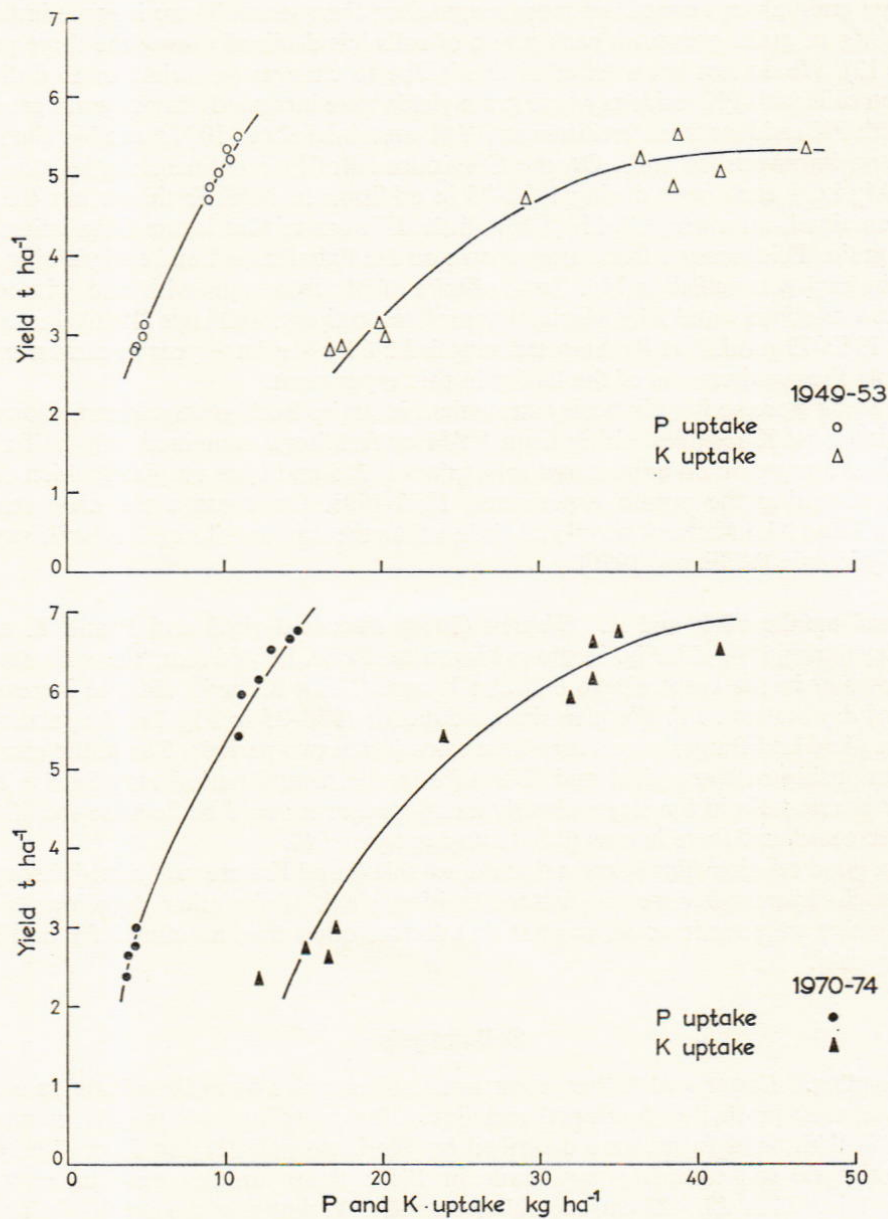 7
6
5
4
3
2
1
0
Yield t ha⁻¹
1949-53
P uptake ○
K uptake △
7
6
5
4
3
2
1
0
Yield t ha⁻¹
1970-74
P uptake ●
K uptake ▲
0 10 20 30 40 50
P and K uptake kg ha⁻¹